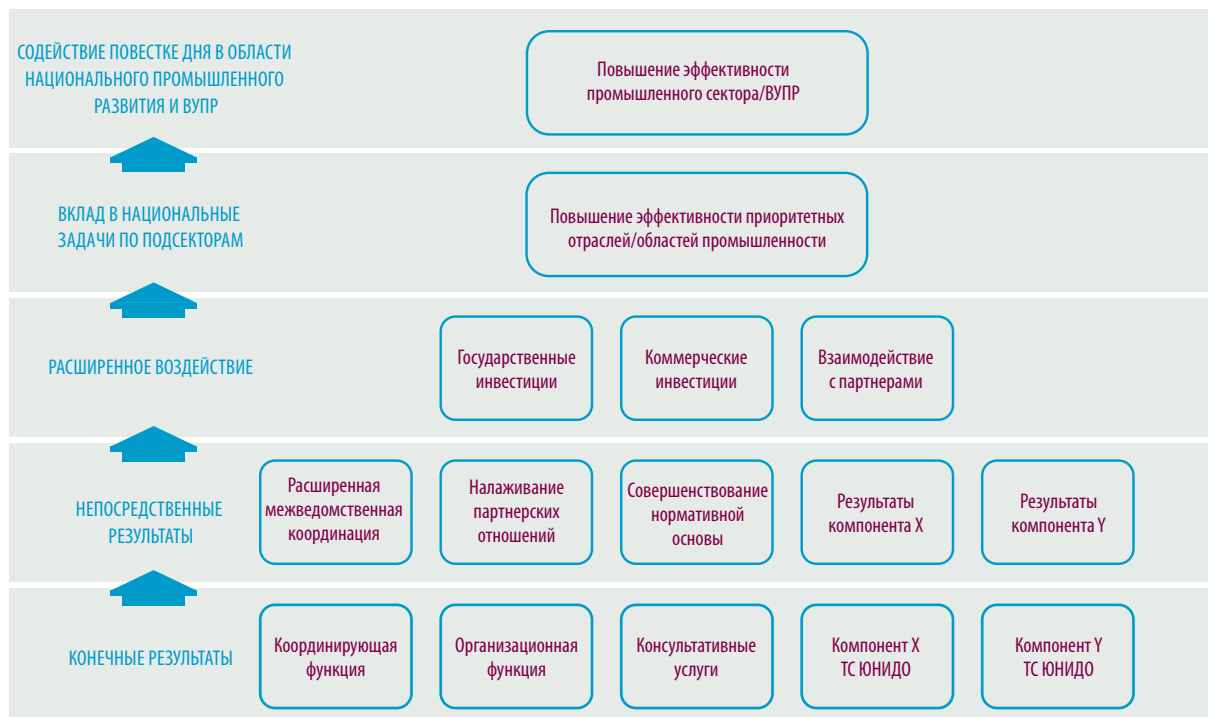 СОДЕЙСТВИЕ ПОВЕСТКЕ ДНЯ В ОБЛАСТИ
НАЦИОНАЛЬНОГО ПРОМЫШЛЕННОГО
РАЗВИТИЯ И ВУПР
Повышение эффективности
промышленного сектора/ВУПР
ВКЛАД В НАЦИОНАЛЬНЫЕ
ЗАДАЧИ ПО ПОДСЕКТОРАМ
Повышение эффективности приоритетных
отраслей/областей промышленности
РАСШИРЕННОЕ ВОЗДЕЙСТВИЕ
Государственные
инвестиции
Коммерческие
инвестиции
Взаимодействие
с партнерами
НЕПОСРЕДСТВЕННЫЕ
РЕЗУЛЬТАТЫ
Расширенная
межведомственная
координация
Налаживание
партнерских
отношений
Совершенствование
нормативной
основы
Результаты
компонента X
Результаты
компонента Y
КОНЕЧНЫЕ РЕЗУЛЬТАТЫ
Координирующая
функция
Организационная
функция
Консультативные
услуги
Компонент X
ТС ЮНИДО
Компонент Y
ТС ЮНИДО